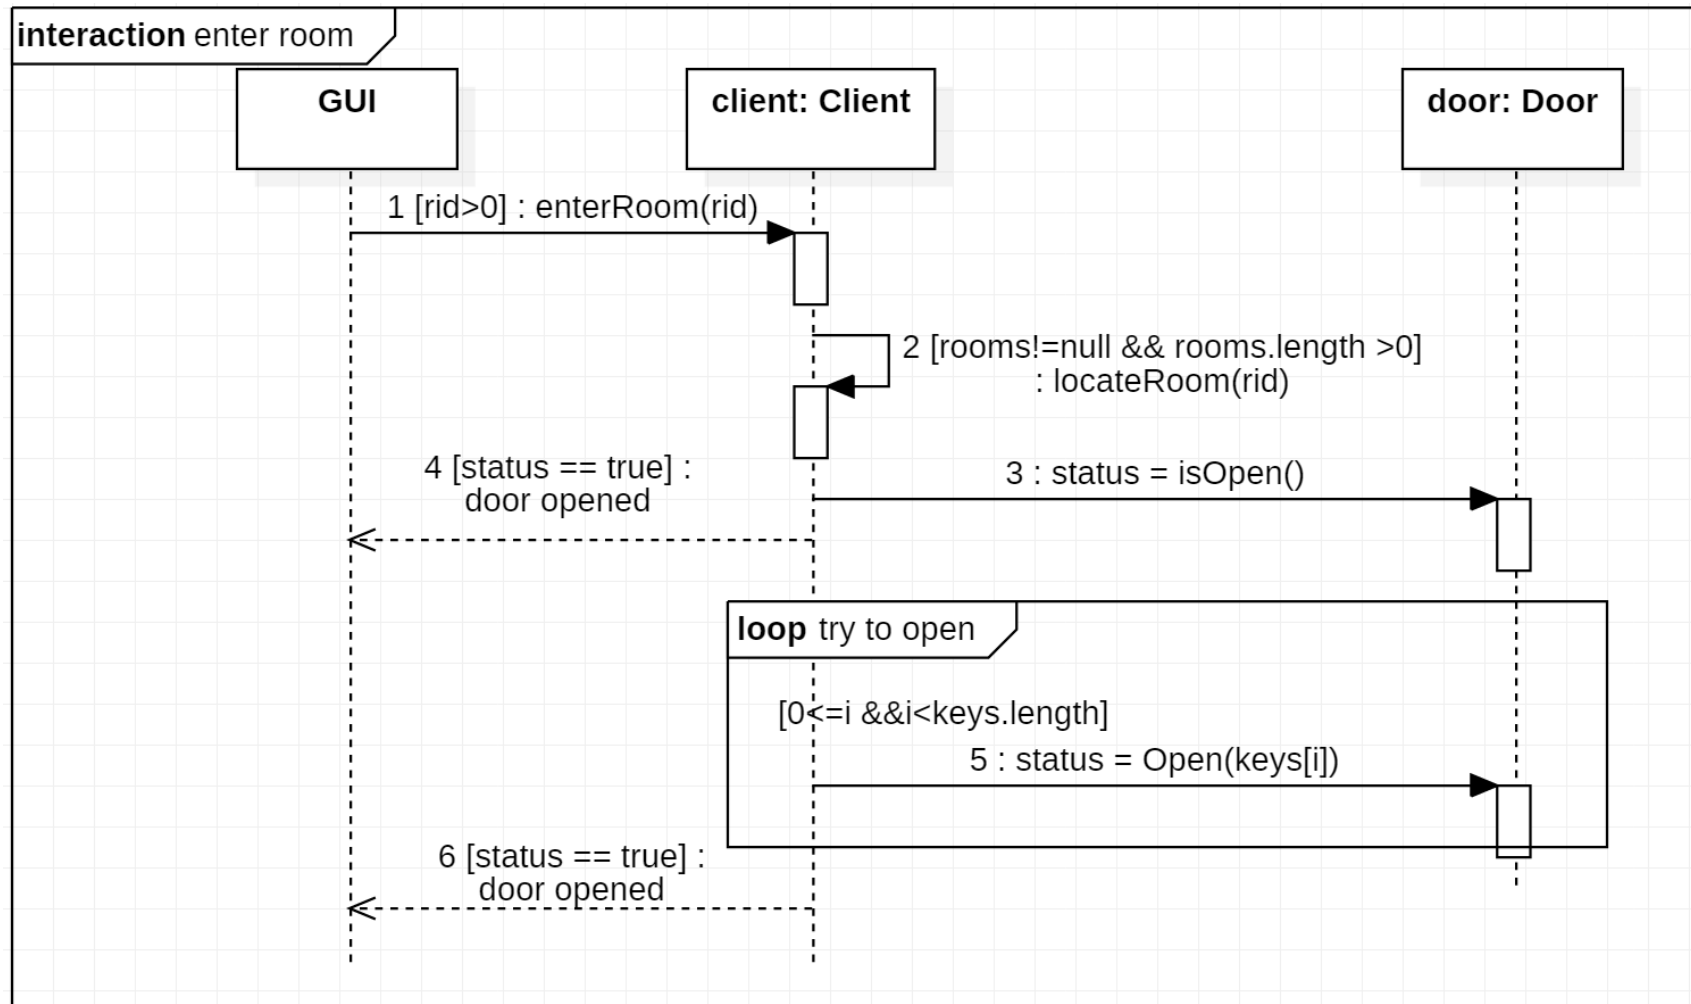 interaction enter room
GUI
client: Client
door: Door
1 [rid>0] : enterRoom(rid)
2 [rooms!=null && rooms.length >0]
: locateRoom(rid)
4 [status == true] :
door opened
3 : status = isOpen()
loop try to open
[0<=i &&i<keys.length]
5 : status = Open(keys[i])
6 [status == true] :
door opened